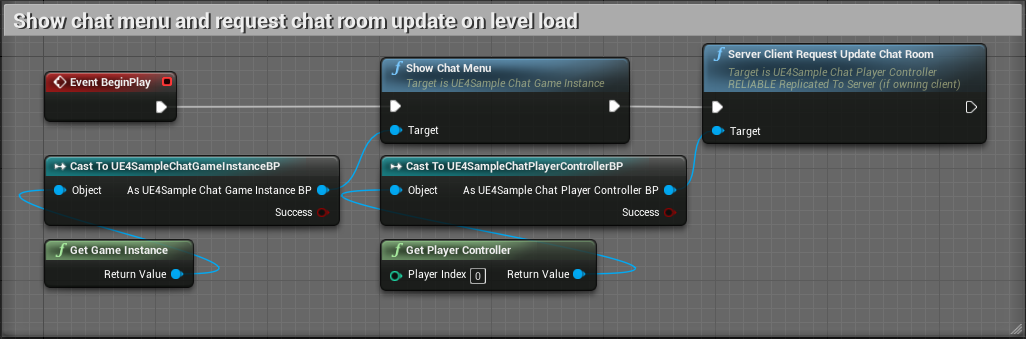 Show chat menu and request chat room update on level load
Event BeginPlay
Show Chat Menu
Target is UE4Sample Chat Game Instance
Target
Server Client Request Update Chat Room
Target is UE4Sample Chat Player Controller
RELIABLE Replicated To Server (if owning client)
Target
Cast To UE4SampleChatGameInstanceBP
Object
As UE4Sample Chat Game Instance BP
Success
Cast To UE4SampleChatPlayerControllerBP
Object
As UE4Sample Chat Player Controller BP
Success
Get Game Instance
Return Value
Get Player Controller
Player Index 0
Return Value